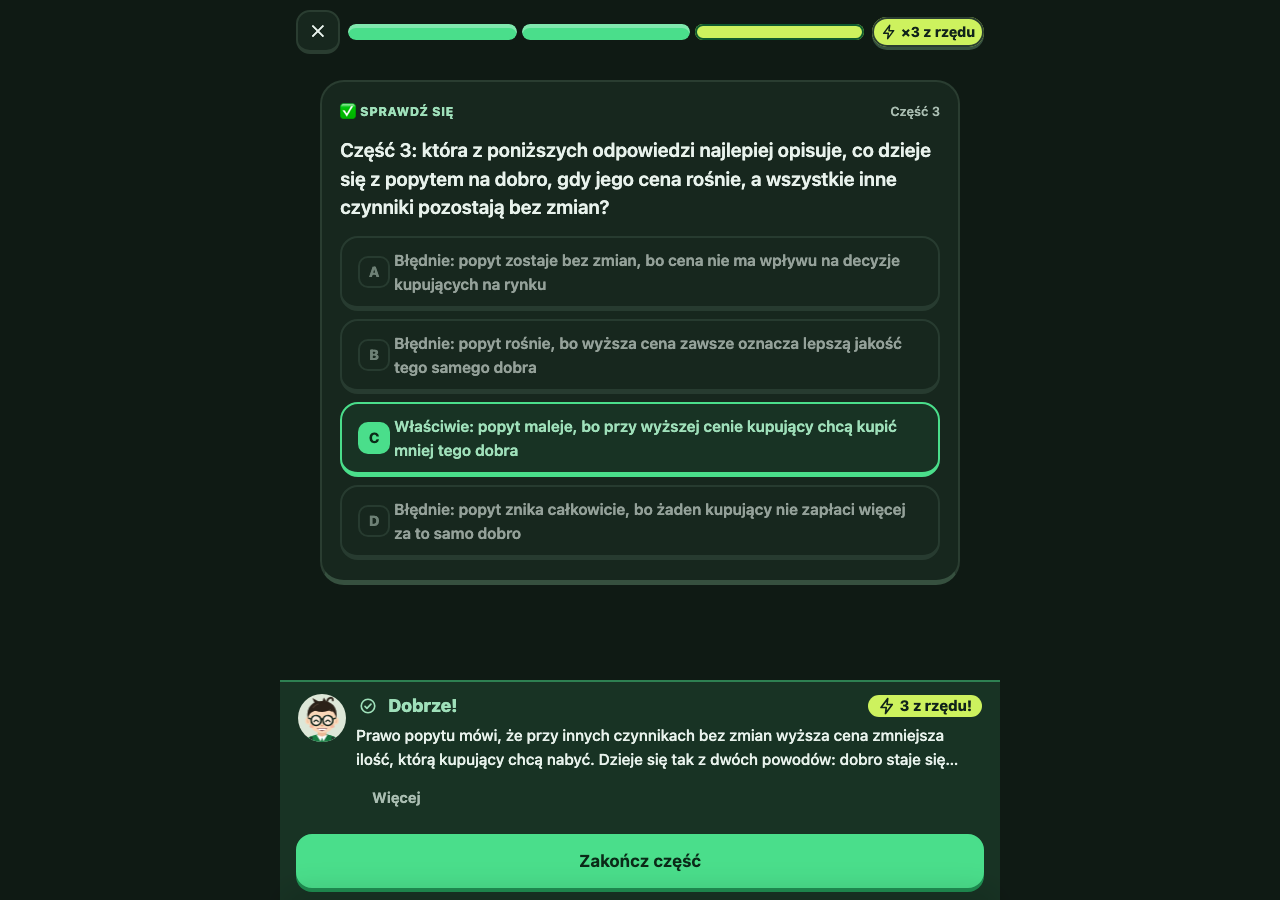 ×3 z rzędu
✅ SPRAWDŹ SIĘ
Część 3
Część 3: która z poniższych odpowiedzi najlepiej opisuje, co dzieje
się z popytem na dobro, gdy jego cena rośnie, a wszystkie inne
czynniki pozostają bez zmian?
A
Błędnie: popyt zostaje bez zmian, bo cena nie ma wpływu na decyzje
kupujących na rynku
B
Błędnie: popyt rośnie, bo wyższa cena zawsze oznacza lepszą jakość
tego samego dobra
C
Właściwie: popyt maleje, bo przy wyższej cenie kupujący chcą kupić
mniej tego dobra
D
Błędnie: popyt znika całkowicie, bo żaden kupujący nie zapłaci więcej
za to samo dobro
Dobrze!
3 z rzędu!
Prawo popytu mówi, że przy innych czynnikach bez zmian wyższa cena zmniejsza
ilość, którą kupujący chcą nabyć. Dzieje się tak z dwóch powodów: dobro staje się...
Więcej
Zakończ część